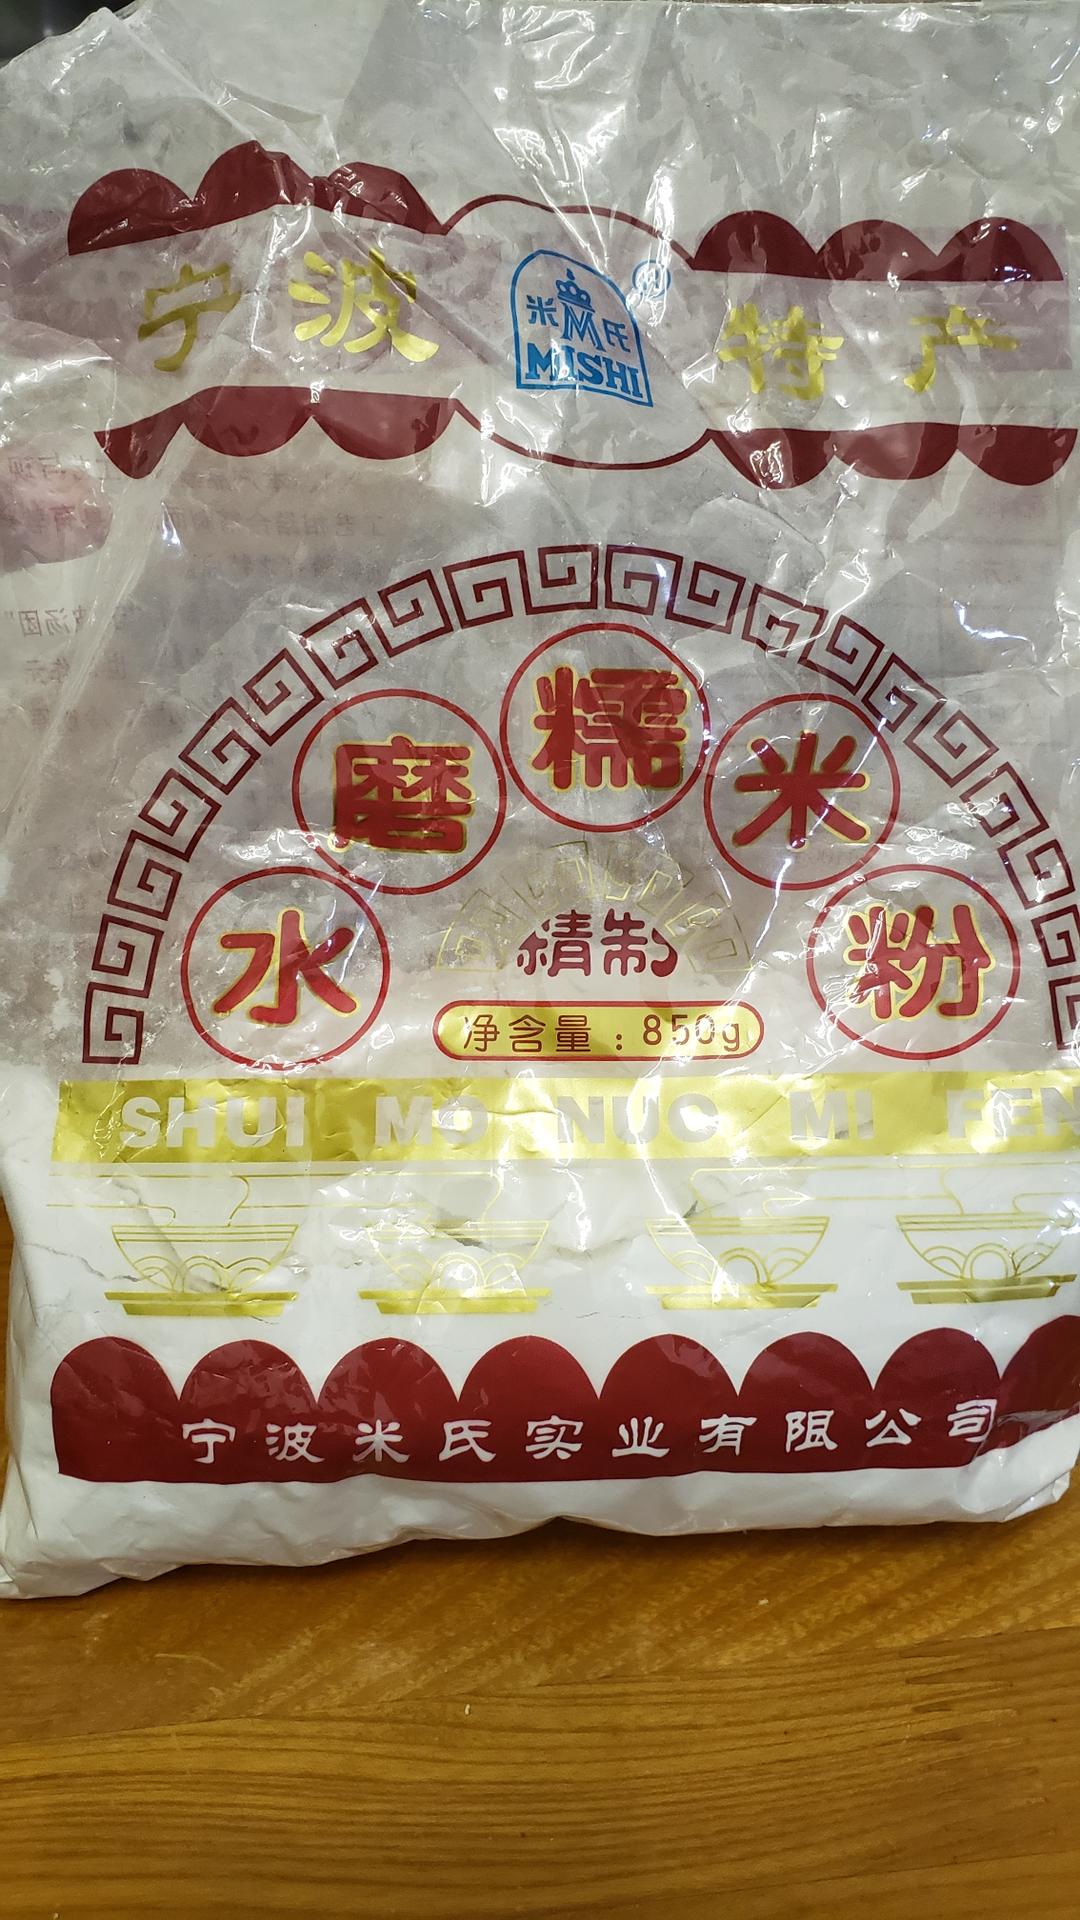 宁波 特产
米 M 氏
MISHI
水磨糯米粉
精制
净含量:850g
SHUI MO NUC MI FEN
宁波米氏实业有限公司